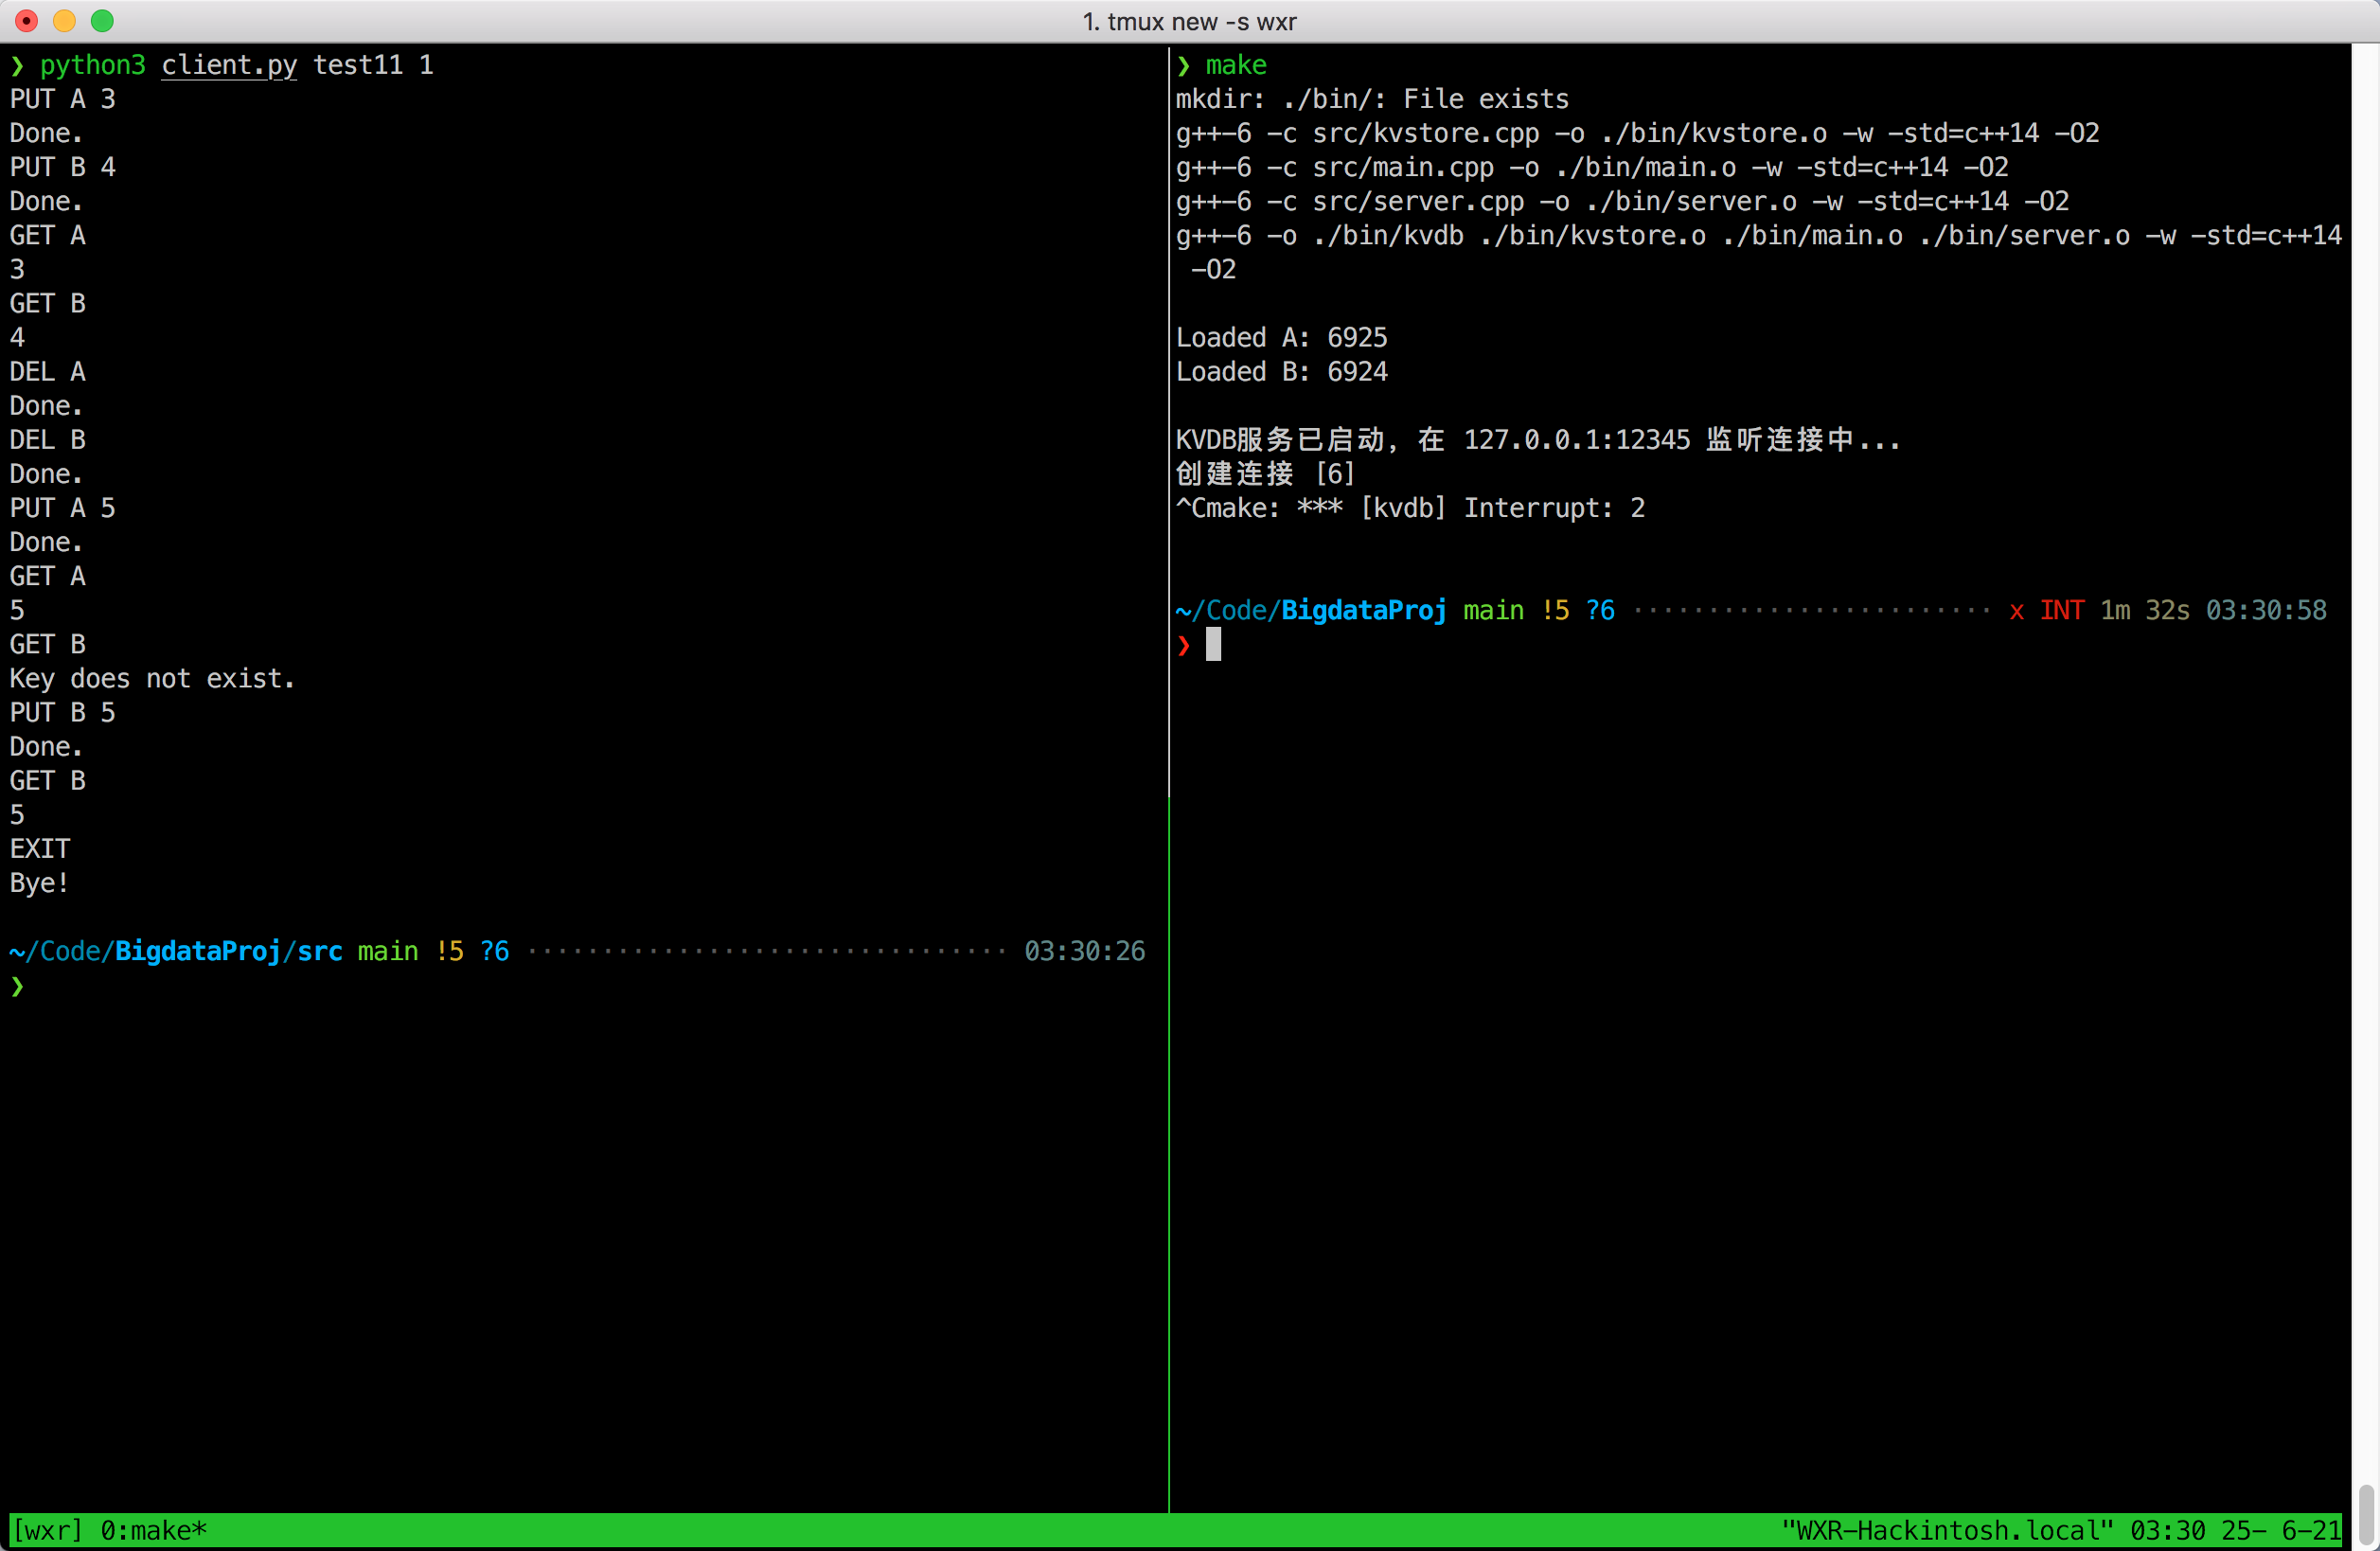 1. tmux new -s wxr
❯ python3 client.py test11 1
PUT A 3
Done.
PUT B 4
Done.
GET A
3
GET B
4
DEL A
Done.
DEL B
Done.
PUT A 5
Done.
GET A
5
GET B
Key does not exist.
PUT B 5
Done.
GET B
5
EXIT
Bye!
~/Code/BigdataProj/src main !5 ?6 ································ 03:30:26
❯
❯ make
mkdir: ./bin/: File exists
g++-6 -c src/kvstore.cpp -o ./bin/kvstore.o -w -std=c++14 -O2
g++-6 -c src/main.cpp -o ./bin/main.o -w -std=c++14 -O2
g++-6 -c src/server.cpp -o ./bin/server.o -w -std=c++14 -O2
g++-6 -o ./bin/kvdb ./bin/kvstore.o ./bin/main.o ./bin/server.o -w -std=c++14
-O2
Loaded A: 6925
Loaded B: 6924
KVDB服务已启动, 在 127.0.0.1:12345 监听连接中...
创建连接 [6]
^Cmake: *** [kvdb] Interrupt: 2
~/Code/BigdataProj main !5 ?6 ························ x INT 1m 32s 03:30:58
❯
[wxr] 0:make* "WXR-Hackintosh.local" 03:30 25- 6-21